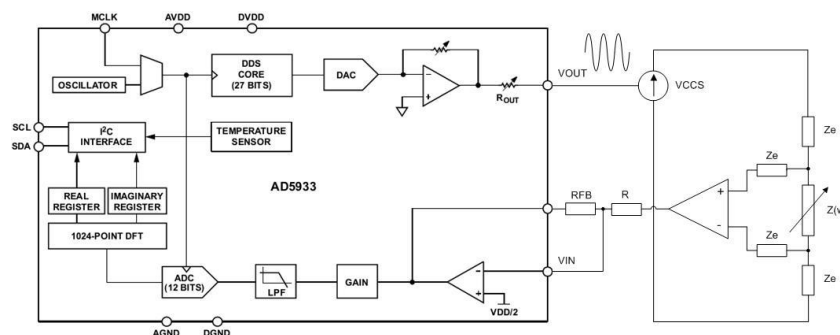 MCLK
AVDD
DVDD
OSCILLATOR
DDS
CORE
(27 BITS)
DAC
ROUT
VOUT
VCCS
Ze
SCL
SDA
I2C
INTERFACE
TEMPERATURE
SENSOR
AD5933
REAL
REGISTER
IMAGINARY
REGISTER
1024-POINT DFT
RFB
R
+
-
Ze
Ze
Ze
VIN
ADC
(12 BITS)
LPF
GAIN
VDD/2
AGND
DGND